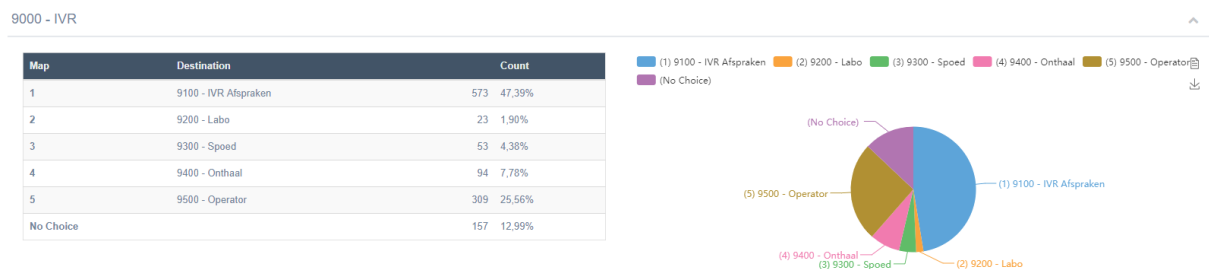 9000 - IVR
Map Destination Count
1 9100 - IVR Afspraken 573 47,39%
2 9200 - Labo 23 1,90%
3 9300 - Spoed 53 4,38%
4 9400 - Onthaal 94 7,78%
5 9500 - Operator 309 25,56%
No Choice 157 12,99%
(1) 9100 - IVR Afspraken (2) 9200 - Labo (3) 9300 - Spoed (4) 9400 - Onthaal (5) 9500 - Operator
(No Choice)
(No Choice)
(1) 9100 - IVR Afspraken
(5) 9500 - Operator
(4) 9400 - Onthaal
(3) 9300 - Spoed
(2) 9200 - Labo